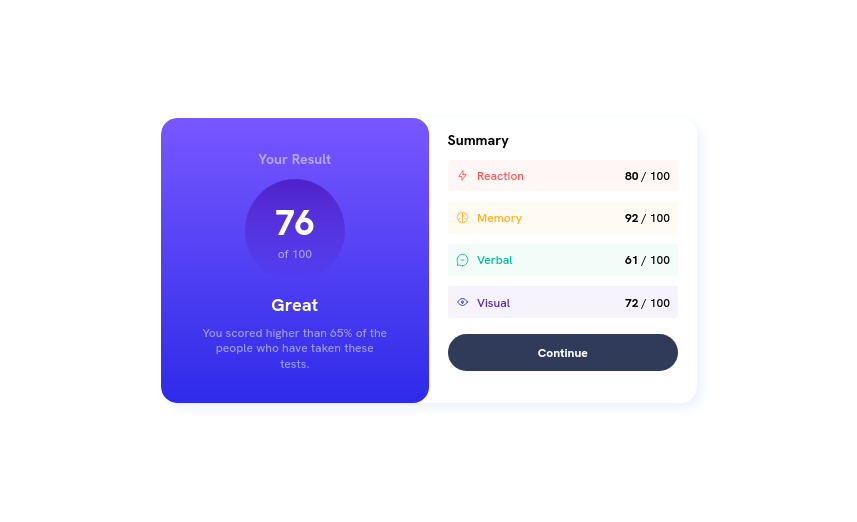 Your Result
76
of 100
Great
You scored higher than 65% of the
people who have taken these
tests.
Summary
Reaction 80 / 100
Memory 92 / 100
Verbal 61 / 100
Visual 72 / 100
Continue